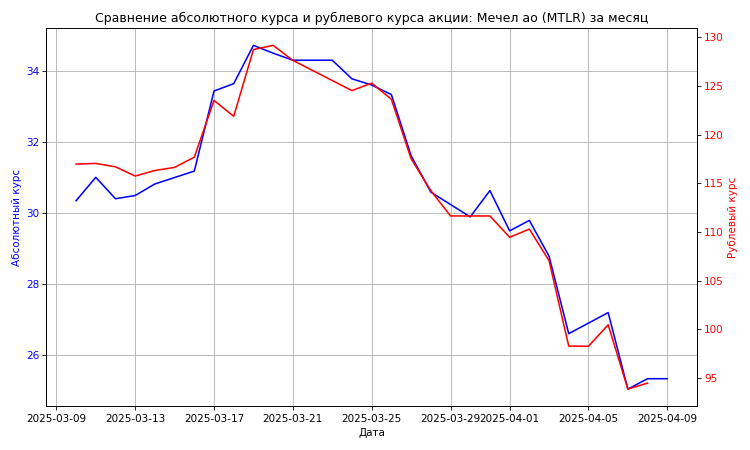 Сравнение абсолютного курса и рублевого курса акции: Мечел ао (MTLR) за месяц
130
34
125
32
120
115
30
110
28
105
100
26
95
Абсолютный курс
Рублевый курс
2025-03-09 2025-03-13 2025-03-17 2025-03-21 2025-03-25 2025-03-29 2025-04-01 2025-04-05 2025-04-09
Дата